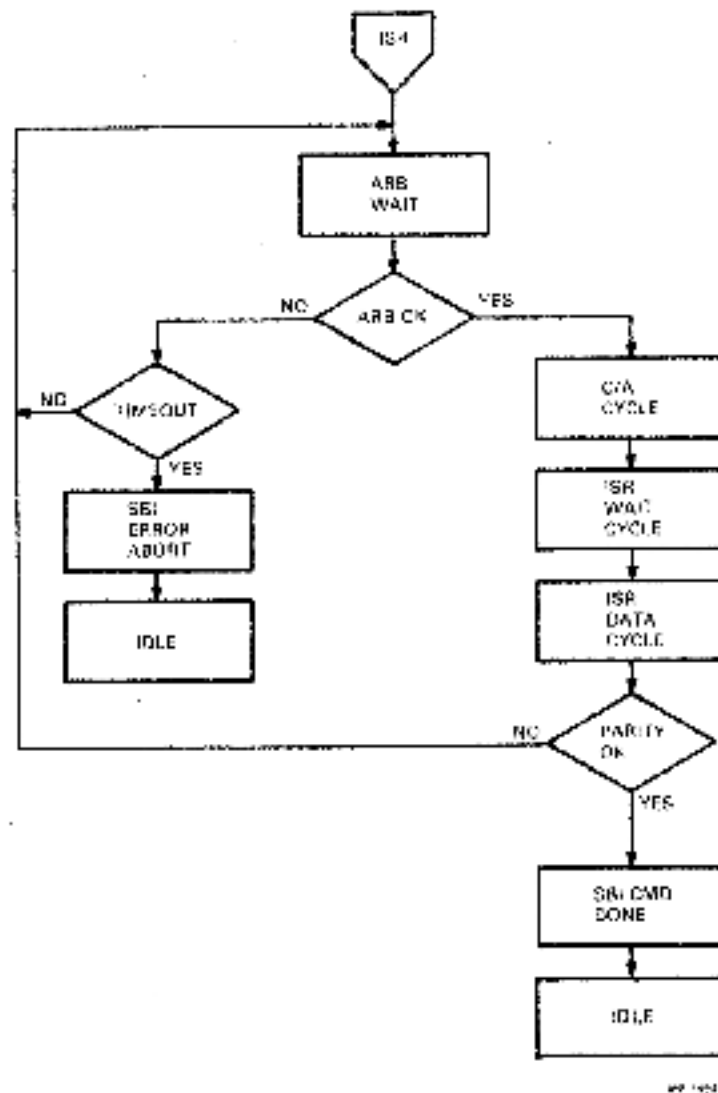 ISR
ARB
WAIT
ARB OK
NO
YES
TIMEOUT
NO
YES
C/A
CYCLE
SBI
ERROR
ABORT
ISR
WAIT
CYCLE
IDLE
ISR
DATA
CYCLE
NO
PARITY
OK
YES
SBI CMD
DONE
IDLE